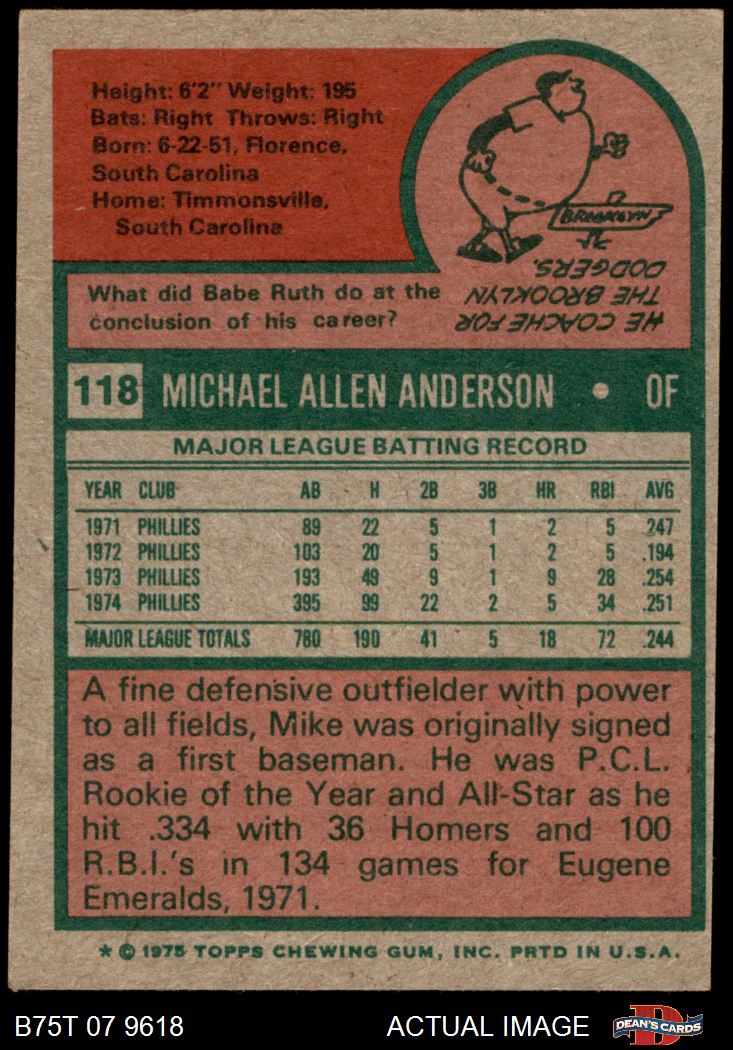 Height: 6'2" Weight: 195
Bats: Right Throws: Right
Born: 6-22-51, Florence,
South Carolina
Home: Timmonsville,
South Carolina
BROOKLYN
What did Babe Ruth do at the
conclusion of his career?
HE COACHE FOR
THE BROOKLYN
DODGERS.
118 MICHAEL ALLEN ANDERSON • OF
MAJOR LEAGUE BATTING RECORD
YEAR CLUB AB H 2B 3B HR RBI AVG
1971 PHILLIES 89 22 5 1 2 5 .247
1972 PHILLIES 103 20 5 1 2 5 .194
1973 PHILLIES 193 49 9 1 9 28 .254
1974 PHILLIES 395 99 22 2 5 34 .251
MAJOR LEAGUE TOTALS 780 190 41 5 18 72 .244
A fine defensive outfielder with power
to all fields, Mike was originally signed
as a first baseman. He was P.C.L.
Rookie of the Year and All-Star as he
hit .334 with 36 Homers and 100
R.B.I.'s in 134 games for Eugene
Emeralds, 1971.
* © 1975 TOPPS CHEWING GUM, INC. PRTD IN U.S.A.
B75T 07 9618 ACTUAL IMAGE
D
DEAN'S CARDS